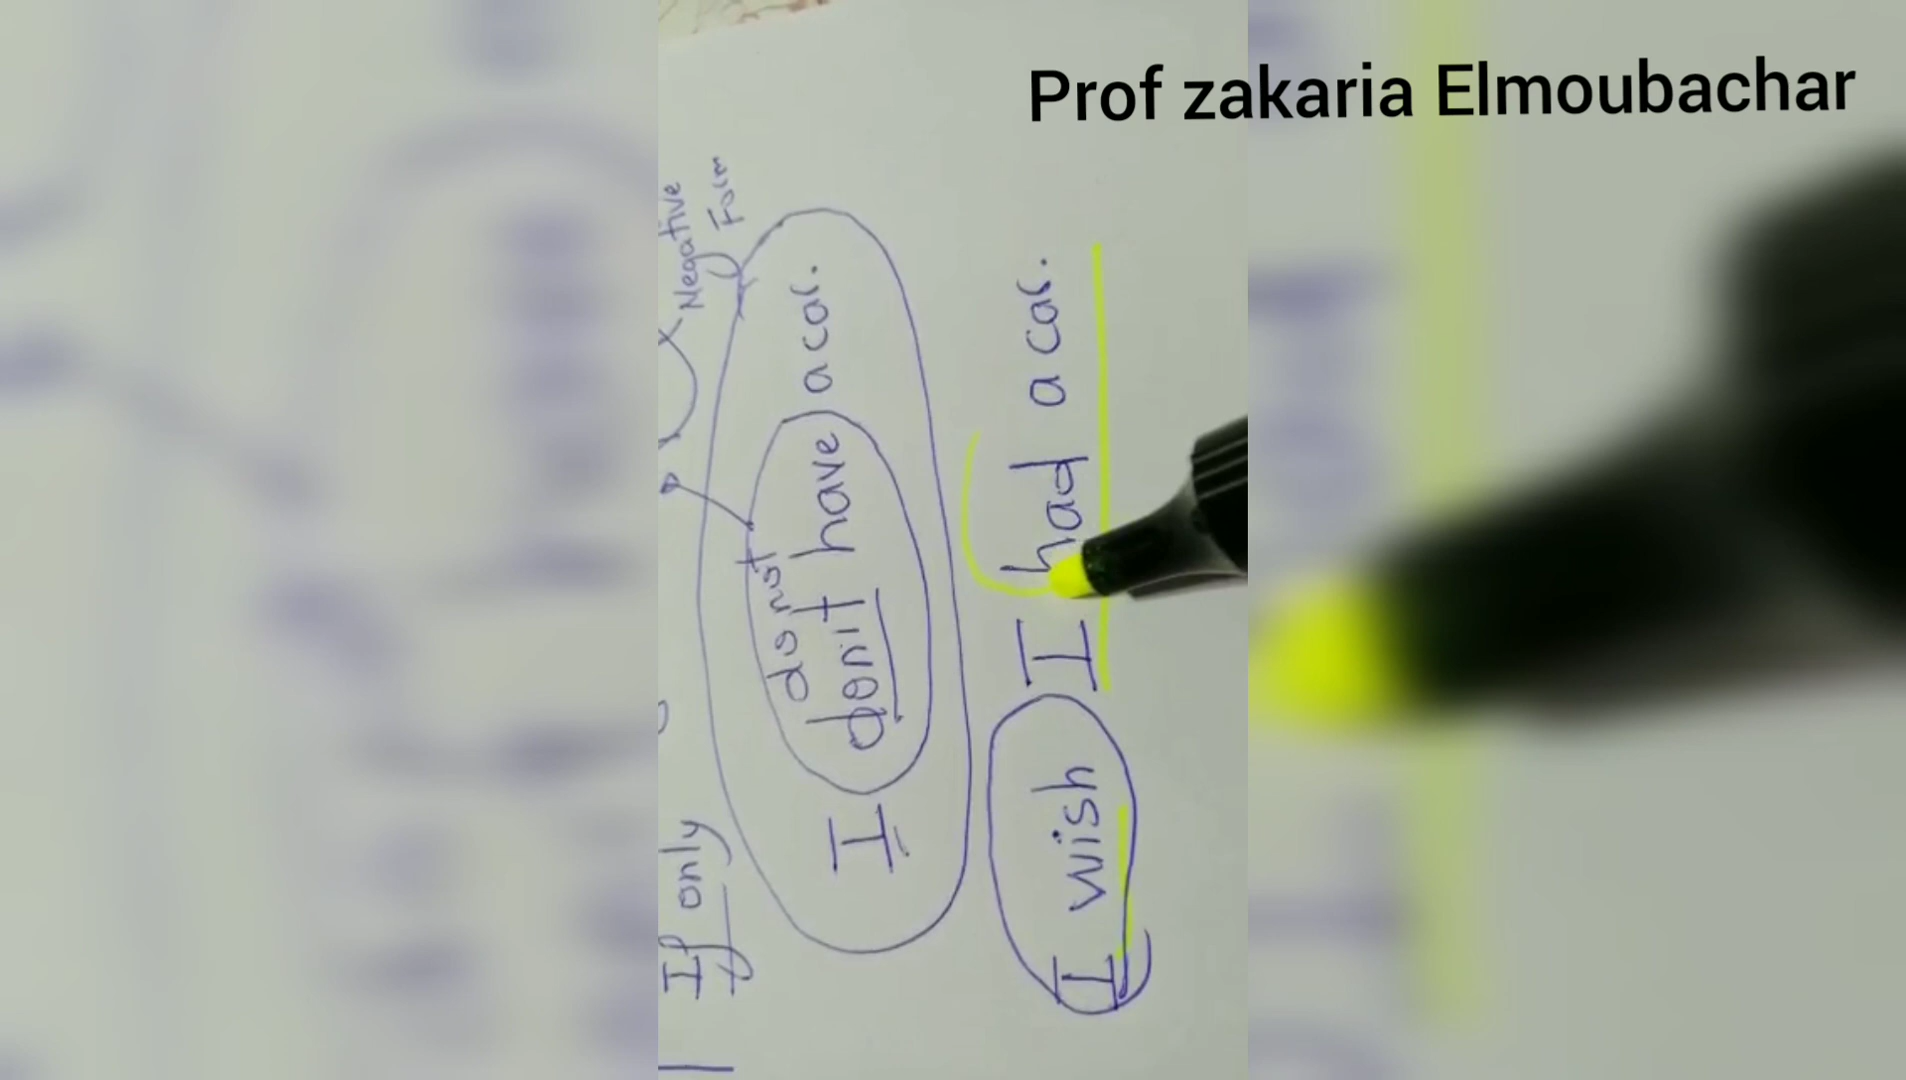 Prof zakaria Elmoubachar
If only
Negative
Form
do not
I don't have a car.
I wish I had a car.